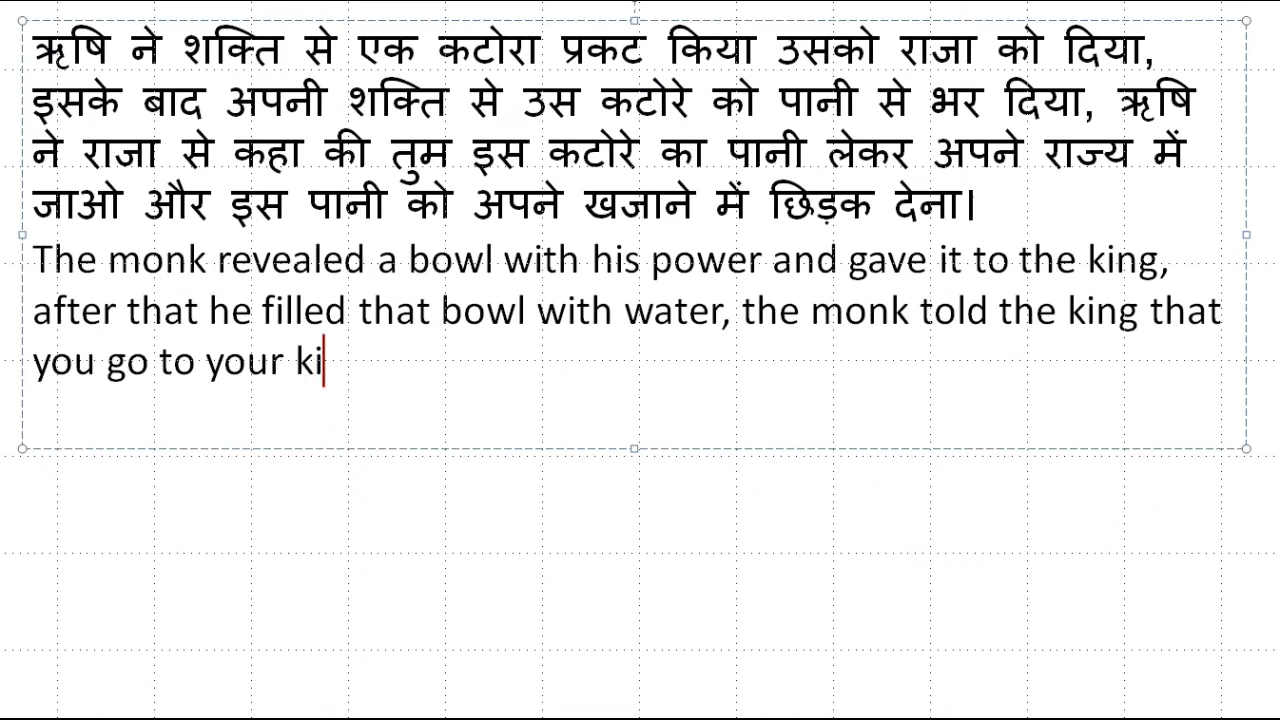 ऋषि ने शक्ति से एक कटोरा प्रकट किया उसको राजा को दिया,
इसके बाद अपनी शक्ति से उस कटोरे को पानी से भर दिया, ऋषि
ने राजा से कहा की तुम इस कटोरे का पानी लेकर अपने राज्य में
जाओ और इस पानी को अपने खजाने में छिड़क देना।
The monk revealed a bowl with his power and gave it to the king,
after that he filled that bowl with water, the monk told the king that
you go to your ki